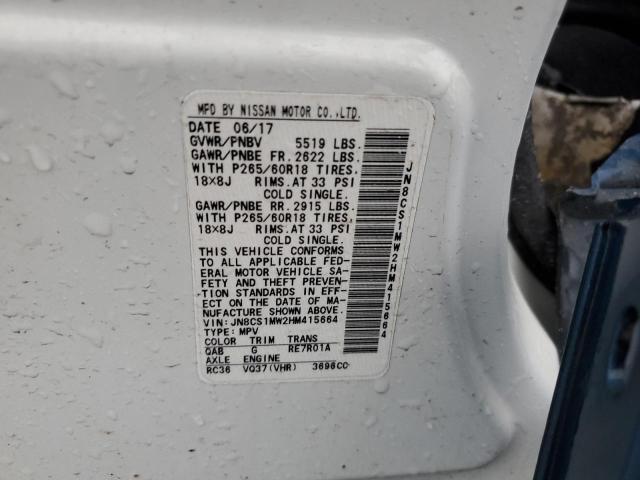 MFD BY NISSAN MOTOR CO.,LTD.
DATE 06/17
GVWR/PNBV 5519 LBS.
GAWR/PNBE FR. 2622 LBS.
WITH P265/60R18 TIRES.
18×8J RIMS.AT 33 PSI
COLD SINGLE.
GAWR/PNBE RR. 2915 LBS.
WITH P265/60R18 TIRES.
18×8J RIMS.AT 33 PSI
COLD SINGLE.
THIS VEHICLE CONFORMS
TO ALL APPLICABLE FED-
ERAL MOTOR VEHICLE SA-
FETY AND THEFT PREVEN-
TION STANDARDS IN EFF-
ECT ON THE DATE OF MA-
NUFACTURE SHOWN ABOVE.
VIN: JN8CS1MW2HM415664
TYPE: MPV
COLOR TRIM TRANS
QAB G RE7R01A
AXLE ENGINE
RC36 VQ37(VHR) 3696CC
JN8CS1MW2HM415664